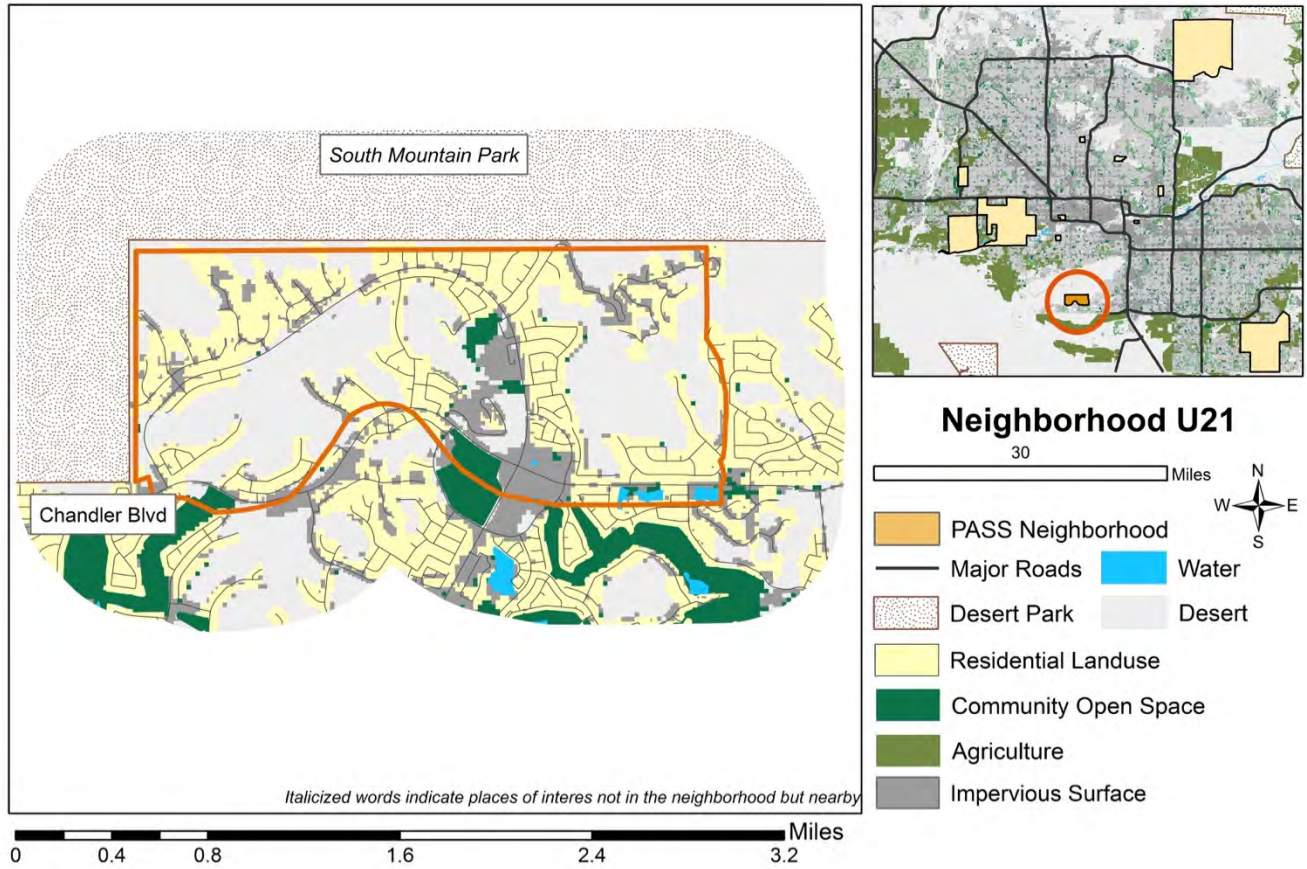 South Mountain Park
Chandler Blvd
Italicized words indicate places of interes not in the neighborhood but nearby
0 0.4 0.8 1.6 2.4 3.2
Miles
Neighborhood U21
30
Miles
N
W E
S
PASS Neighborhood
Major Roads Water
Desert Park Desert
Residential Landuse
Community Open Space
Agriculture
Impervious Surface